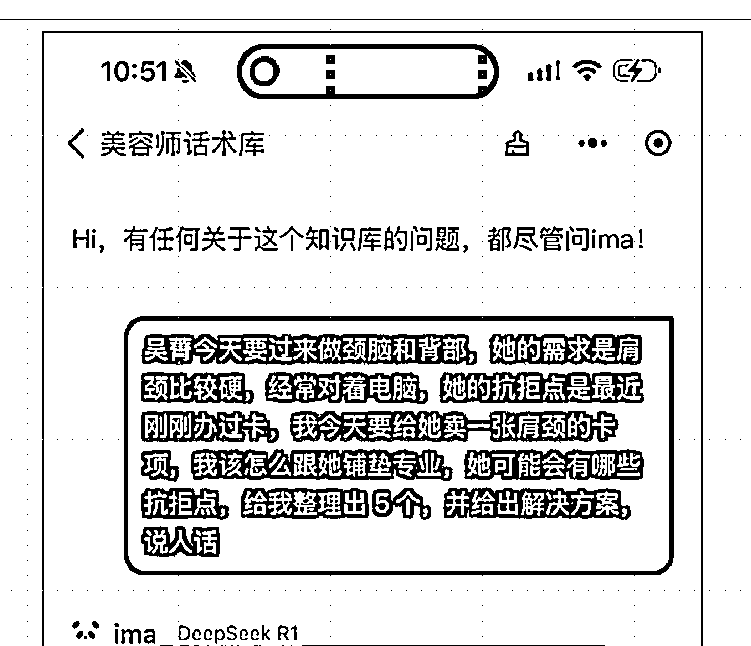 10:51
美容师话术库
Hi，有任何关于这个知识库的问题，都尽管问ima！
吴霄今天要过来做颈脑和背部，她的需求是肩
颈比较硬，经常对着电脑，她的抗拒点是最近
刚刚办过卡，我今天要给她卖一张肩颈的卡
项，我该怎么跟她铺垫专业，她可能会有哪些
抗拒点，给我整理出 5 个，并给出解决方案，
说人话
ima DeepSeek R1